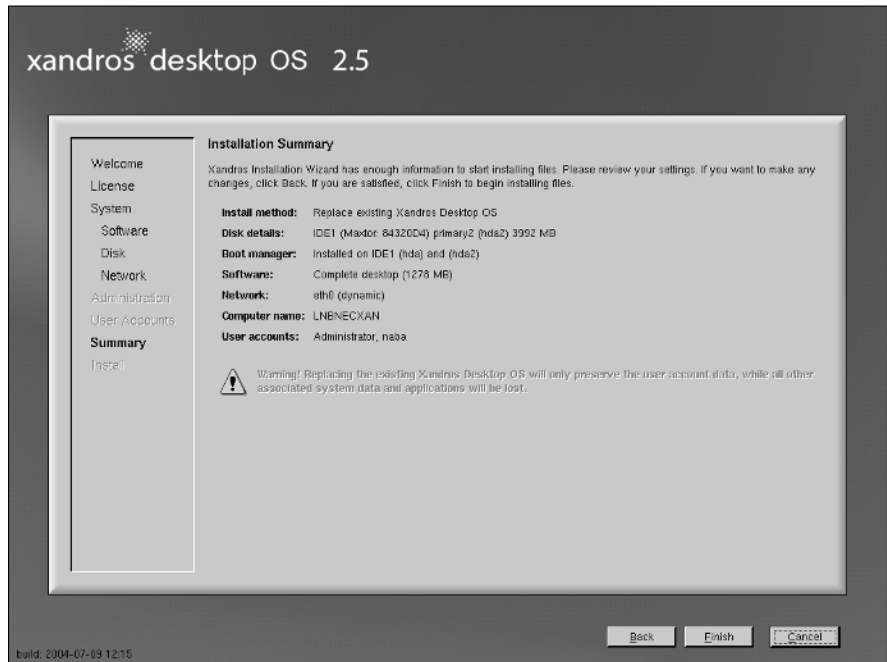 xandros desktop OS 2.5
Welcome
License
System
Software
Disk
Network
Administration
User Accounts
Summary
Install
Installation Summary
Xandros Installation Wizard has enough information to start installing files. Please review your settings. If you want to make any
changes, click Back. If you are satisfied, click Finish to begin installing files.
Install method: Replace existing Xandros Desktop OS
Disk details: IDE1 (Maxtor 84320D4) primary2 (hda2) 3992 MB
Boot manager: Installed on IDE1 (hda) and (hda2)
Software: Complete desktop (1278 MB)
Network: eth0 (dynamic)
Computer name: LNBNECXAN
User accounts: Administrator, naba
Warning! Replacing the existing Xandros Desktop OS will only preserve the user account data, while all other
associated system data and applications will be lost.
Back Finish Cancel
build: 2004-07-09 12:15